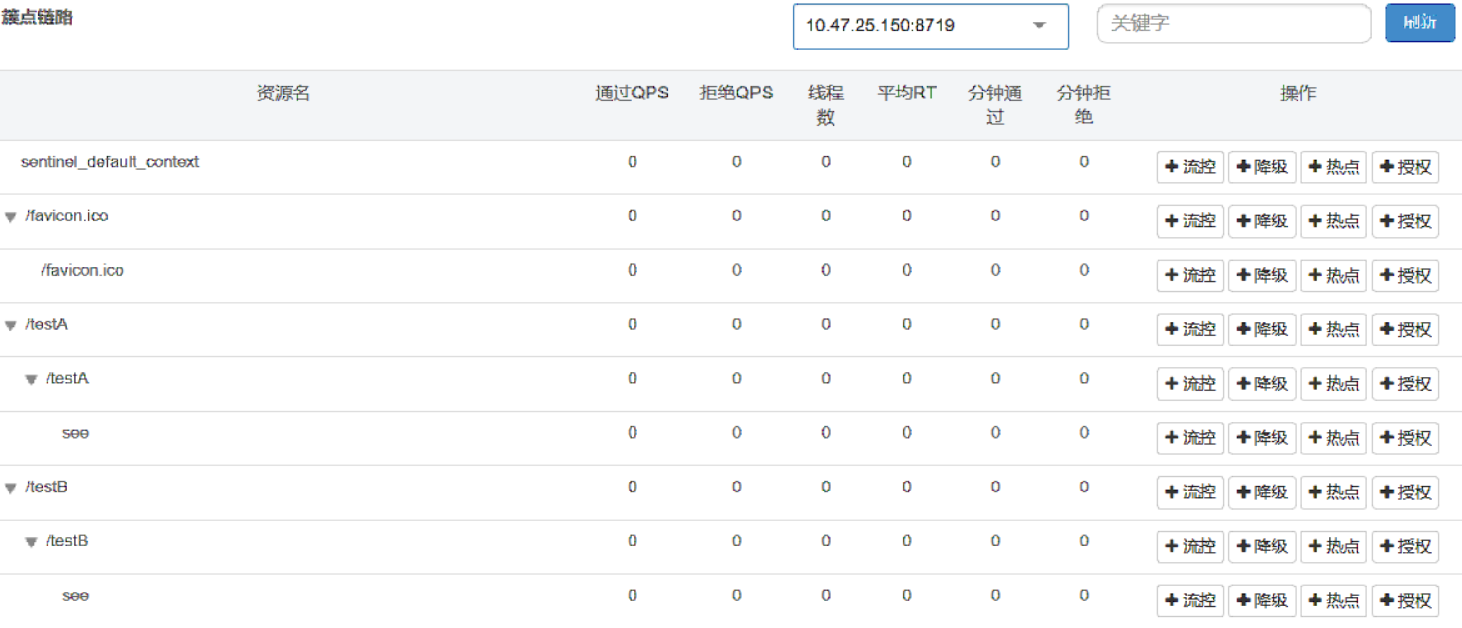 簇点链路
10.47.25.150:8719
关键字
刷新
资源名 通过QPS 拒绝QPS 线程数 平均RT 分钟通过 分钟拒绝 操作
sentinel_default_context 0 0 0 0 0 0 流控 降级 热点 授权
/favicon.ico 0 0 0 0 0 0 流控 降级 热点 授权
/favicon.ico 0 0 0 0 0 0 流控 降级 热点 授权
/testA 0 0 0 0 0 0 流控 降级 热点 授权
/testA 0 0 0 0 0 0 流控 降级 热点 授权
see 0 0 0 0 0 0 流控 降级 热点 授权
/testB 0 0 0 0 0 0 流控 降级 热点 授权
/testB 0 0 0 0 0 0 流控 降级 热点 授权
see 0 0 0 0 0 0 流控 降级 热点 授权